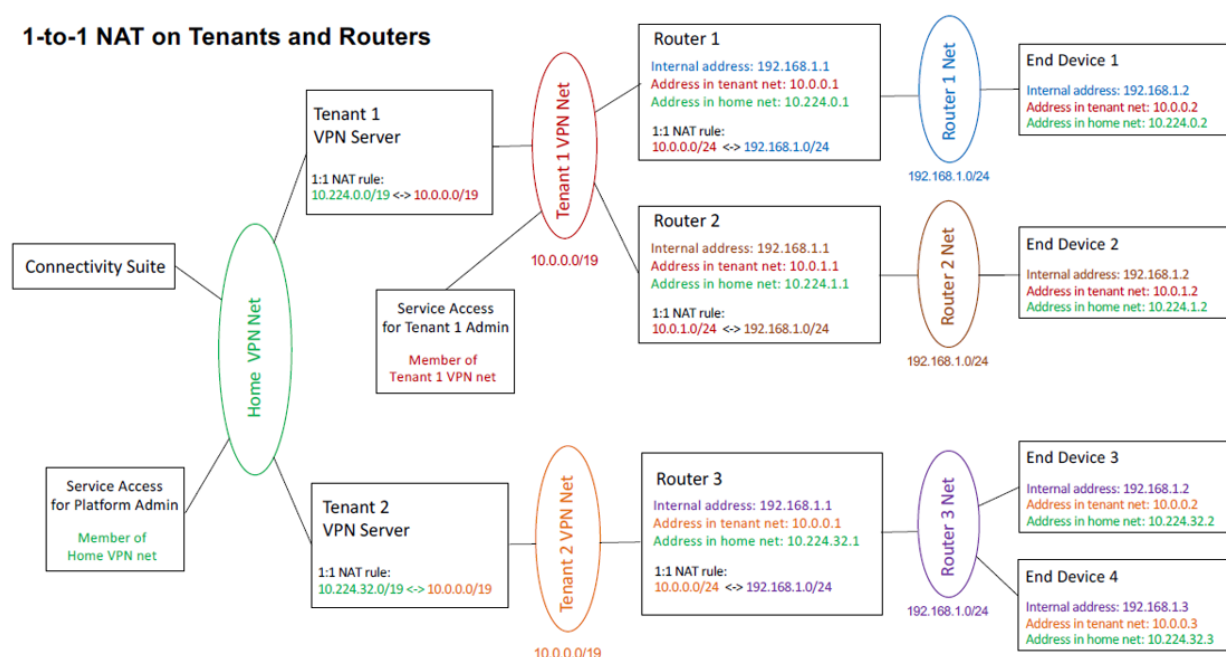 1-to-1 NAT on Tenants and Routers
Connectivity Suite
Home VPN Net
Service Access
for Platform Admin
Member of
Home VPN net
Tenant 1
VPN Server
1:1 NAT rule:
10.224.0.0/19 <-> 10.0.0.0/19
Tenant 1 VPN Net
10.0.0.0/19
Service Access
for Tenant 1 Admin
Member of
Tenant 1 VPN net
Router 1
Internal address: 192.168.1.1
Address in tenant net: 10.0.0.1
Address in home net: 10.224.0.1
1:1 NAT rule:
10.0.0.0/24 <-> 192.168.1.0/24
Router 1 Net
192.168.1.0/24
End Device 1
Internal address: 192.168.1.2
Address in tenant net: 10.0.0.2
Address in home net: 10.224.0.2
Router 2
Internal address: 192.168.1.1
Address in tenant net: 10.0.1.1
Address in home net: 10.224.1.1
1:1 NAT rule:
10.0.1.0/24 <-> 192.168.1.0/24
Router 2 Net
192.168.1.0/24
End Device 2
Internal address: 192.168.1.2
Address in tenant net: 10.0.1.2
Address in home net: 10.224.1.2
Tenant 2
VPN Server
1:1 NAT rule:
10.224.32.0/19 <-> 10.0.0.0/19
Tenant 2 VPN Net
10.0.0.0/19
Router 3
Internal address: 192.168.1.1
Address in tenant net: 10.0.0.1
Address in home net: 10.224.32.1
1:1 NAT rule:
10.0.0.0/24 <-> 192.168.1.0/24
Router 3 Net
192.168.1.0/24
End Device 3
Internal address: 192.168.1.2
Address in tenant net: 10.0.0.2
Address in home net: 10.224.32.2
End Device 4
Internal address: 192.168.1.3
Address in tenant net: 10.0.0.3
Address in home net: 10.224.32.3